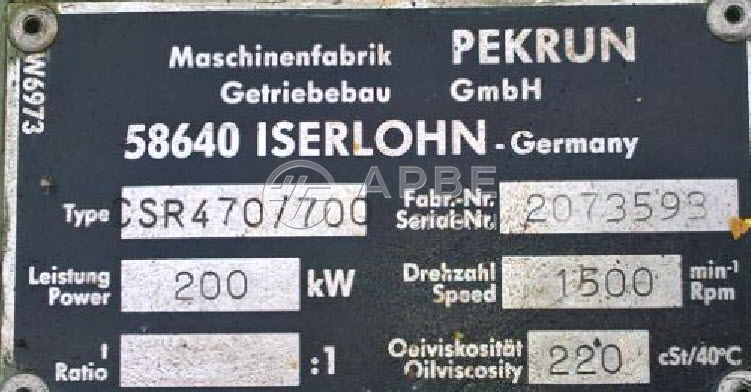 Maschinenfabrik PEKRUN
Getriebebau GmbH
58640 ISERLOHN - Germany
W6973
Type CSR470/700 Fabr.-Nr. Serial-Nr. 2073593
Leistung Power 200 kW Drehzahl Speed 1500 min-1 Rpm
Ratio :1 Oelviskosität Oilviscosity 220 cSt/40°C